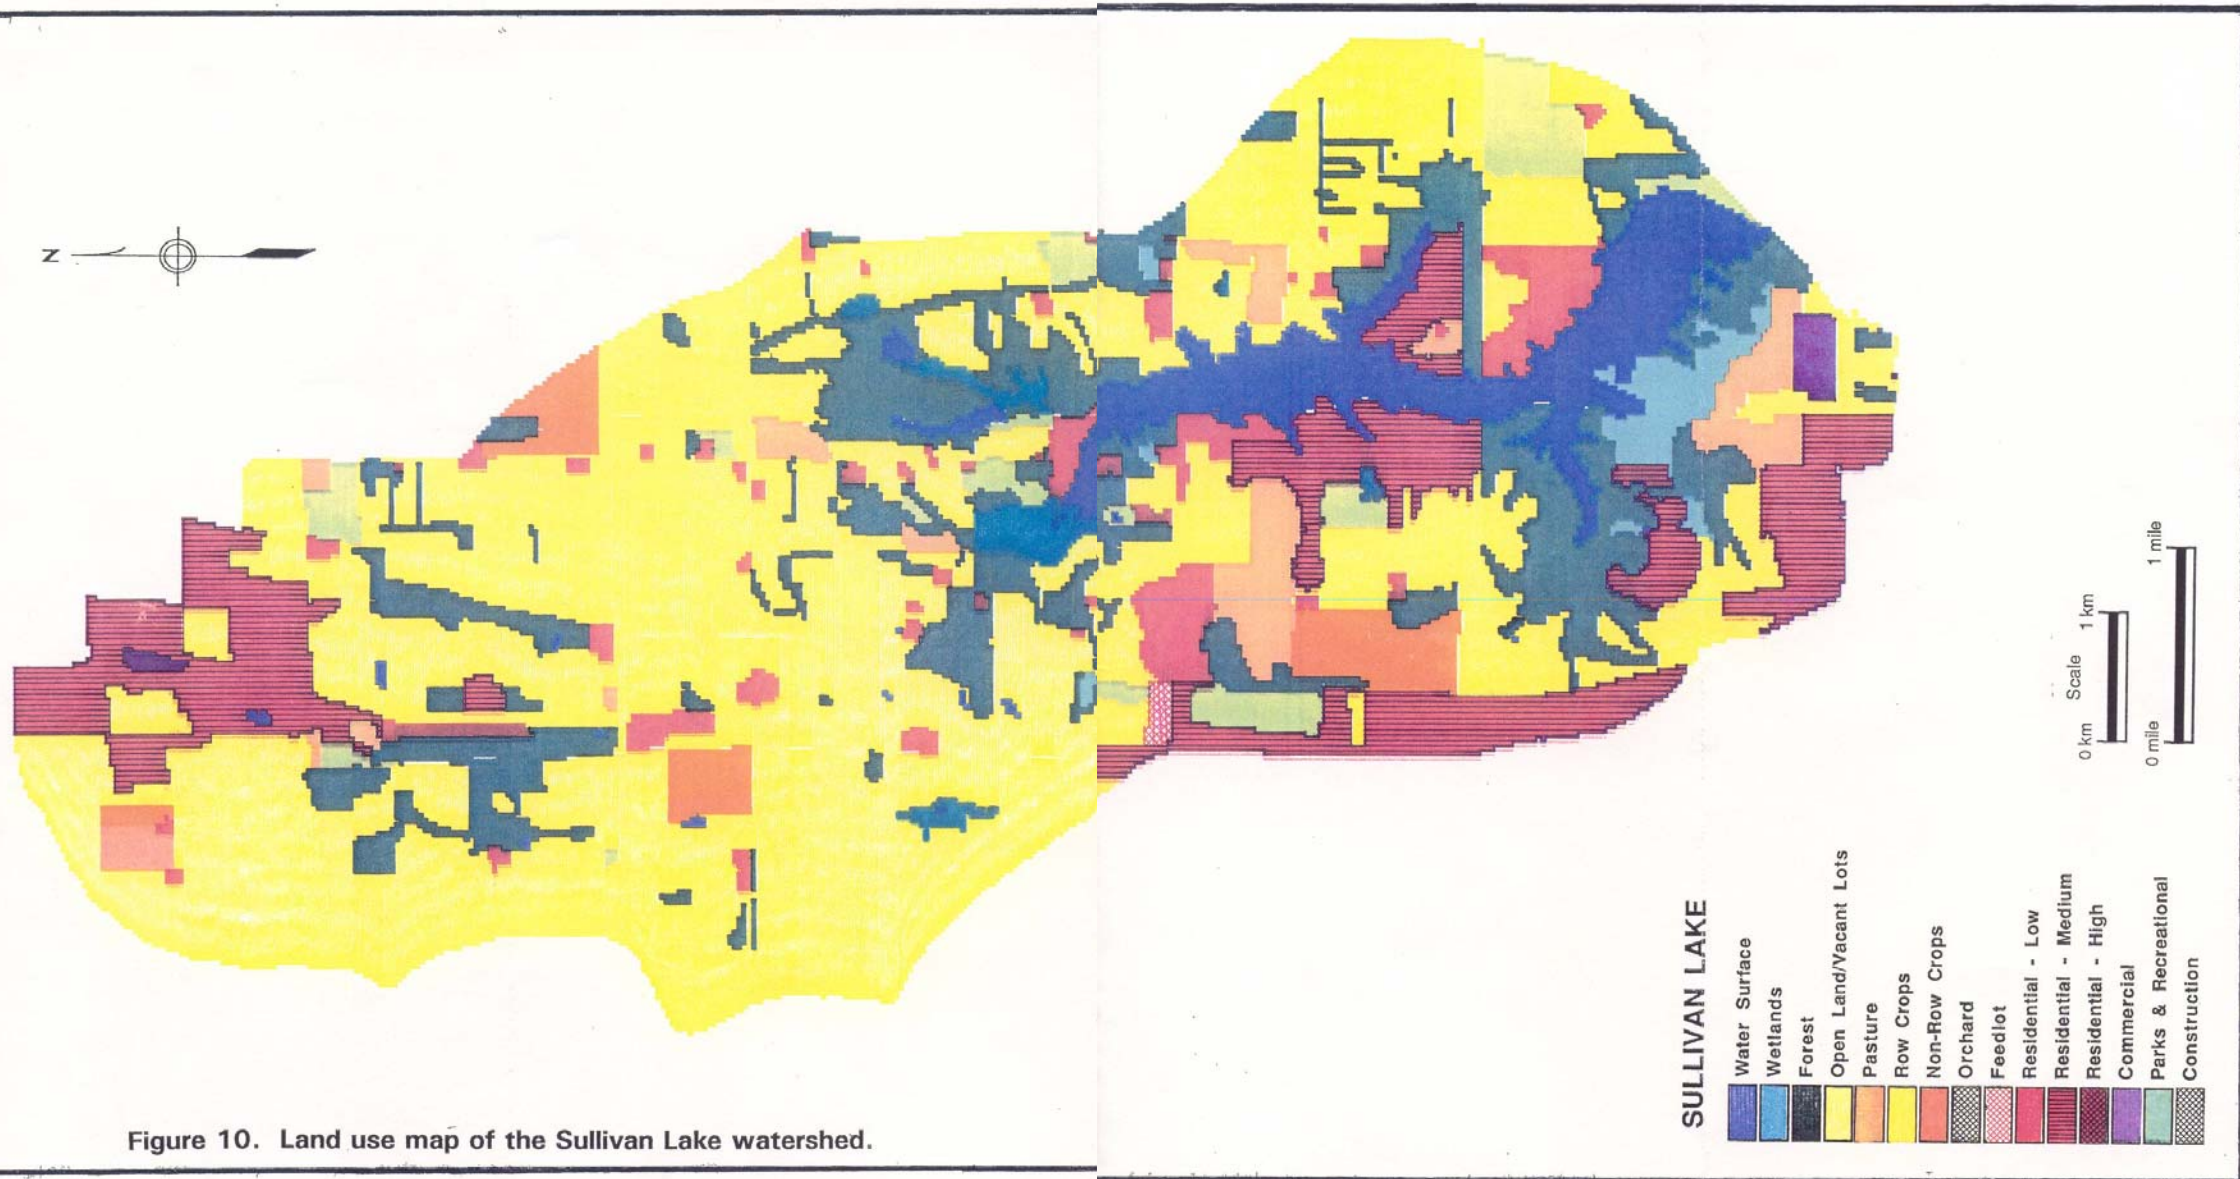 N
SULLIVAN LAKE
Water Surface
Wetlands
Forest
Open Land/Vacant Lots
Pasture
Row Crops
Non-Row Crops
Orchard
Feedlot
Residential - Low
Residential - Medium
Residential - High
Commercial
Parks & Recreational
Construction
0 km Scale 1 km
0 mile 1 mile
Figure 10. Land use map of the Sullivan Lake watershed.